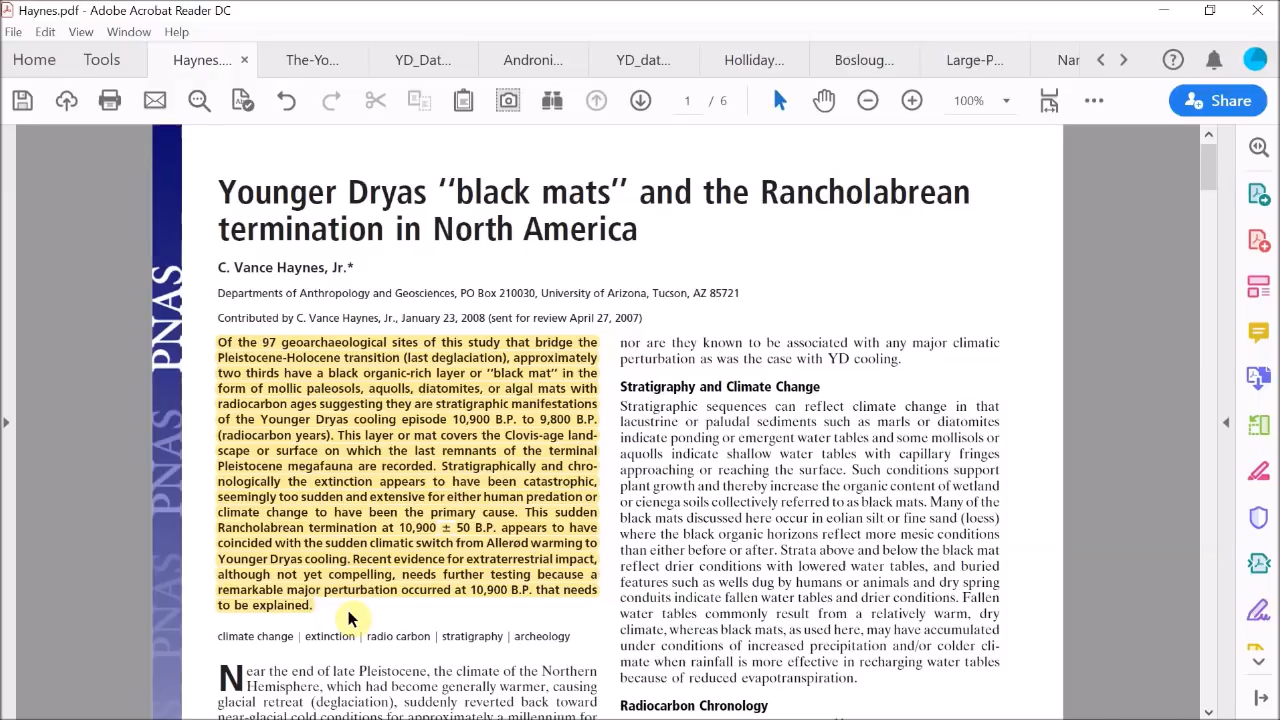 Haynes.pdf - Adobe Acrobat Reader DC
File Edit View Window Help
Home Tools Haynes.... × The-Yo... YD_Dat... Androni... YD_dat... Holliday... Bosloug... Large-P... Nar
1 / 6 100% Share
Younger Dryas ‘‘black mats’’ and the Rancholabrean
termination in North America
C. Vance Haynes, Jr.*
Departments of Anthropology and Geosciences, PO Box 210030, University of Arizona, Tucson, AZ 85721
Contributed by C. Vance Haynes, Jr., January 23, 2008 (sent for review April 27, 2007)
PNAS
PNAS
PNAS
Of the 97 geoarchaeological sites of this study that bridge the
Pleistocene-Holocene transition (last deglaciation), approximately
two thirds have a black organic-rich layer or ‘‘black mat’’ in the
form of mollic paleosols, aquolls, diatomites, or algal mats with
radiocarbon ages suggesting they are stratigraphic manifestations
of the Younger Dryas cooling episode 10,900 B.P. to 9,800 B.P.
(radiocarbon years). This layer or mat covers the Clovis-age land-
scape or surface on which the last remnants of the terminal
Pleistocene megafauna are recorded. Stratigraphically and chro-
nologically the extinction appears to have been catastrophic,
seemingly too sudden and extensive for either human predation or
climate change to have been the primary cause. This sudden
Rancholabrean termination at 10,900 ± 50 B.P. appears to have
coincided with the sudden climatic switch from Allerød warming to
Younger Dryas cooling. Recent evidence for extraterrestrial impact,
although not yet compelling, needs further testing because a
remarkable major perturbation occurred at 10,900 B.P. that needs
to be explained.
climate change | extinction | radio carbon | stratigraphy | archeology
Near the end of late Pleistocene, the climate of the Northern
Hemisphere, which had become generally warmer, causing
glacial retreat (deglaciation), suddenly reverted back toward
near-glacial cold conditions for approximately a millennium for
nor are they known to be associated with any major climatic
perturbation as was the case with YD cooling.
Stratigraphy and Climate Change
Stratigraphic sequences can reflect climate change in that
lacustrine or paludal sediments such as marls or diatomites
indicate ponding or emergent water tables and some mollisols or
aquolls indicate shallow water tables with capillary fringes
approaching or reaching the surface. Such conditions support
plant growth and thereby increase the organic content of wetland
or cienega soils collectively referred to as black mats. Many of the
black mats discussed here occur in eolian silt or fine sand (loess)
where the black organic horizons reflect more mesic conditions
than either before or after. Strata above and below the black mat
reflect drier conditions with lowered water tables, and buried
features such as wells dug by humans or animals and dry spring
conduits indicate fallen water tables and drier conditions. Fallen
water tables commonly result from a relatively warm, dry
climate, whereas black mats, as used here, may have accumulated
under conditions of increased precipitation and/or colder cli-
mate when rainfall is more effective in recharging water tables
because of reduced evapotranspiration.
Radiocarbon Chronology